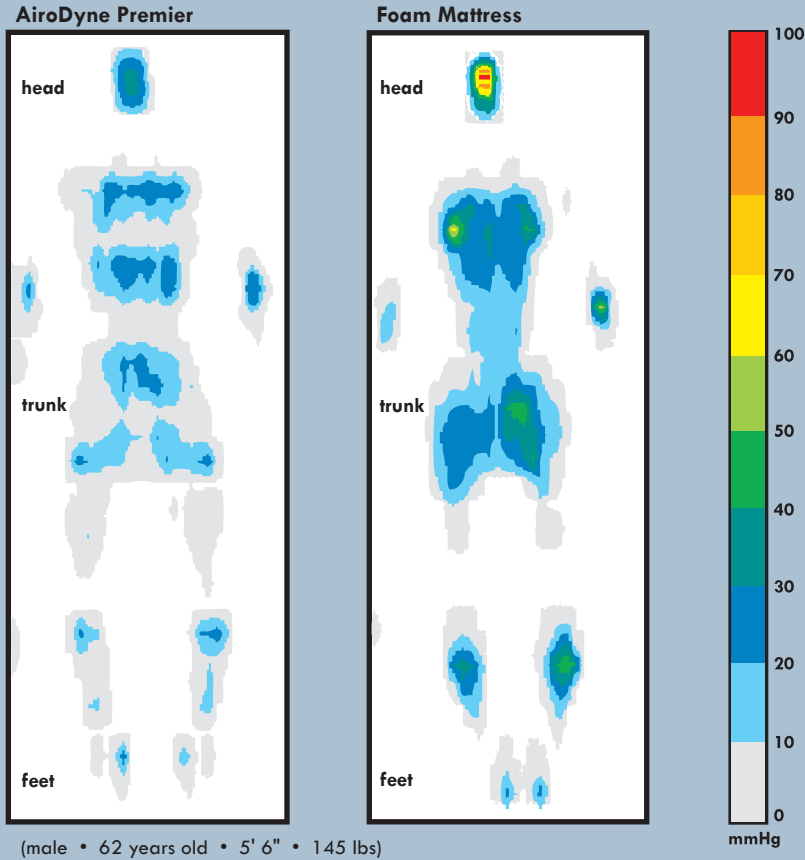 AiroDyne Premier
Foam Mattress
head
trunk
feet
head
trunk
feet
100
90
80
70
60
50
40
30
20
10
0
mmHg
(male • 62 years old • 5' 6" • 145 lbs)